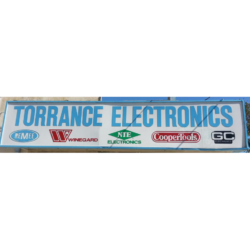 TORRANCE ELECTRONICS
WINEGARD NTE CooperTools GC
ELECTRONICS